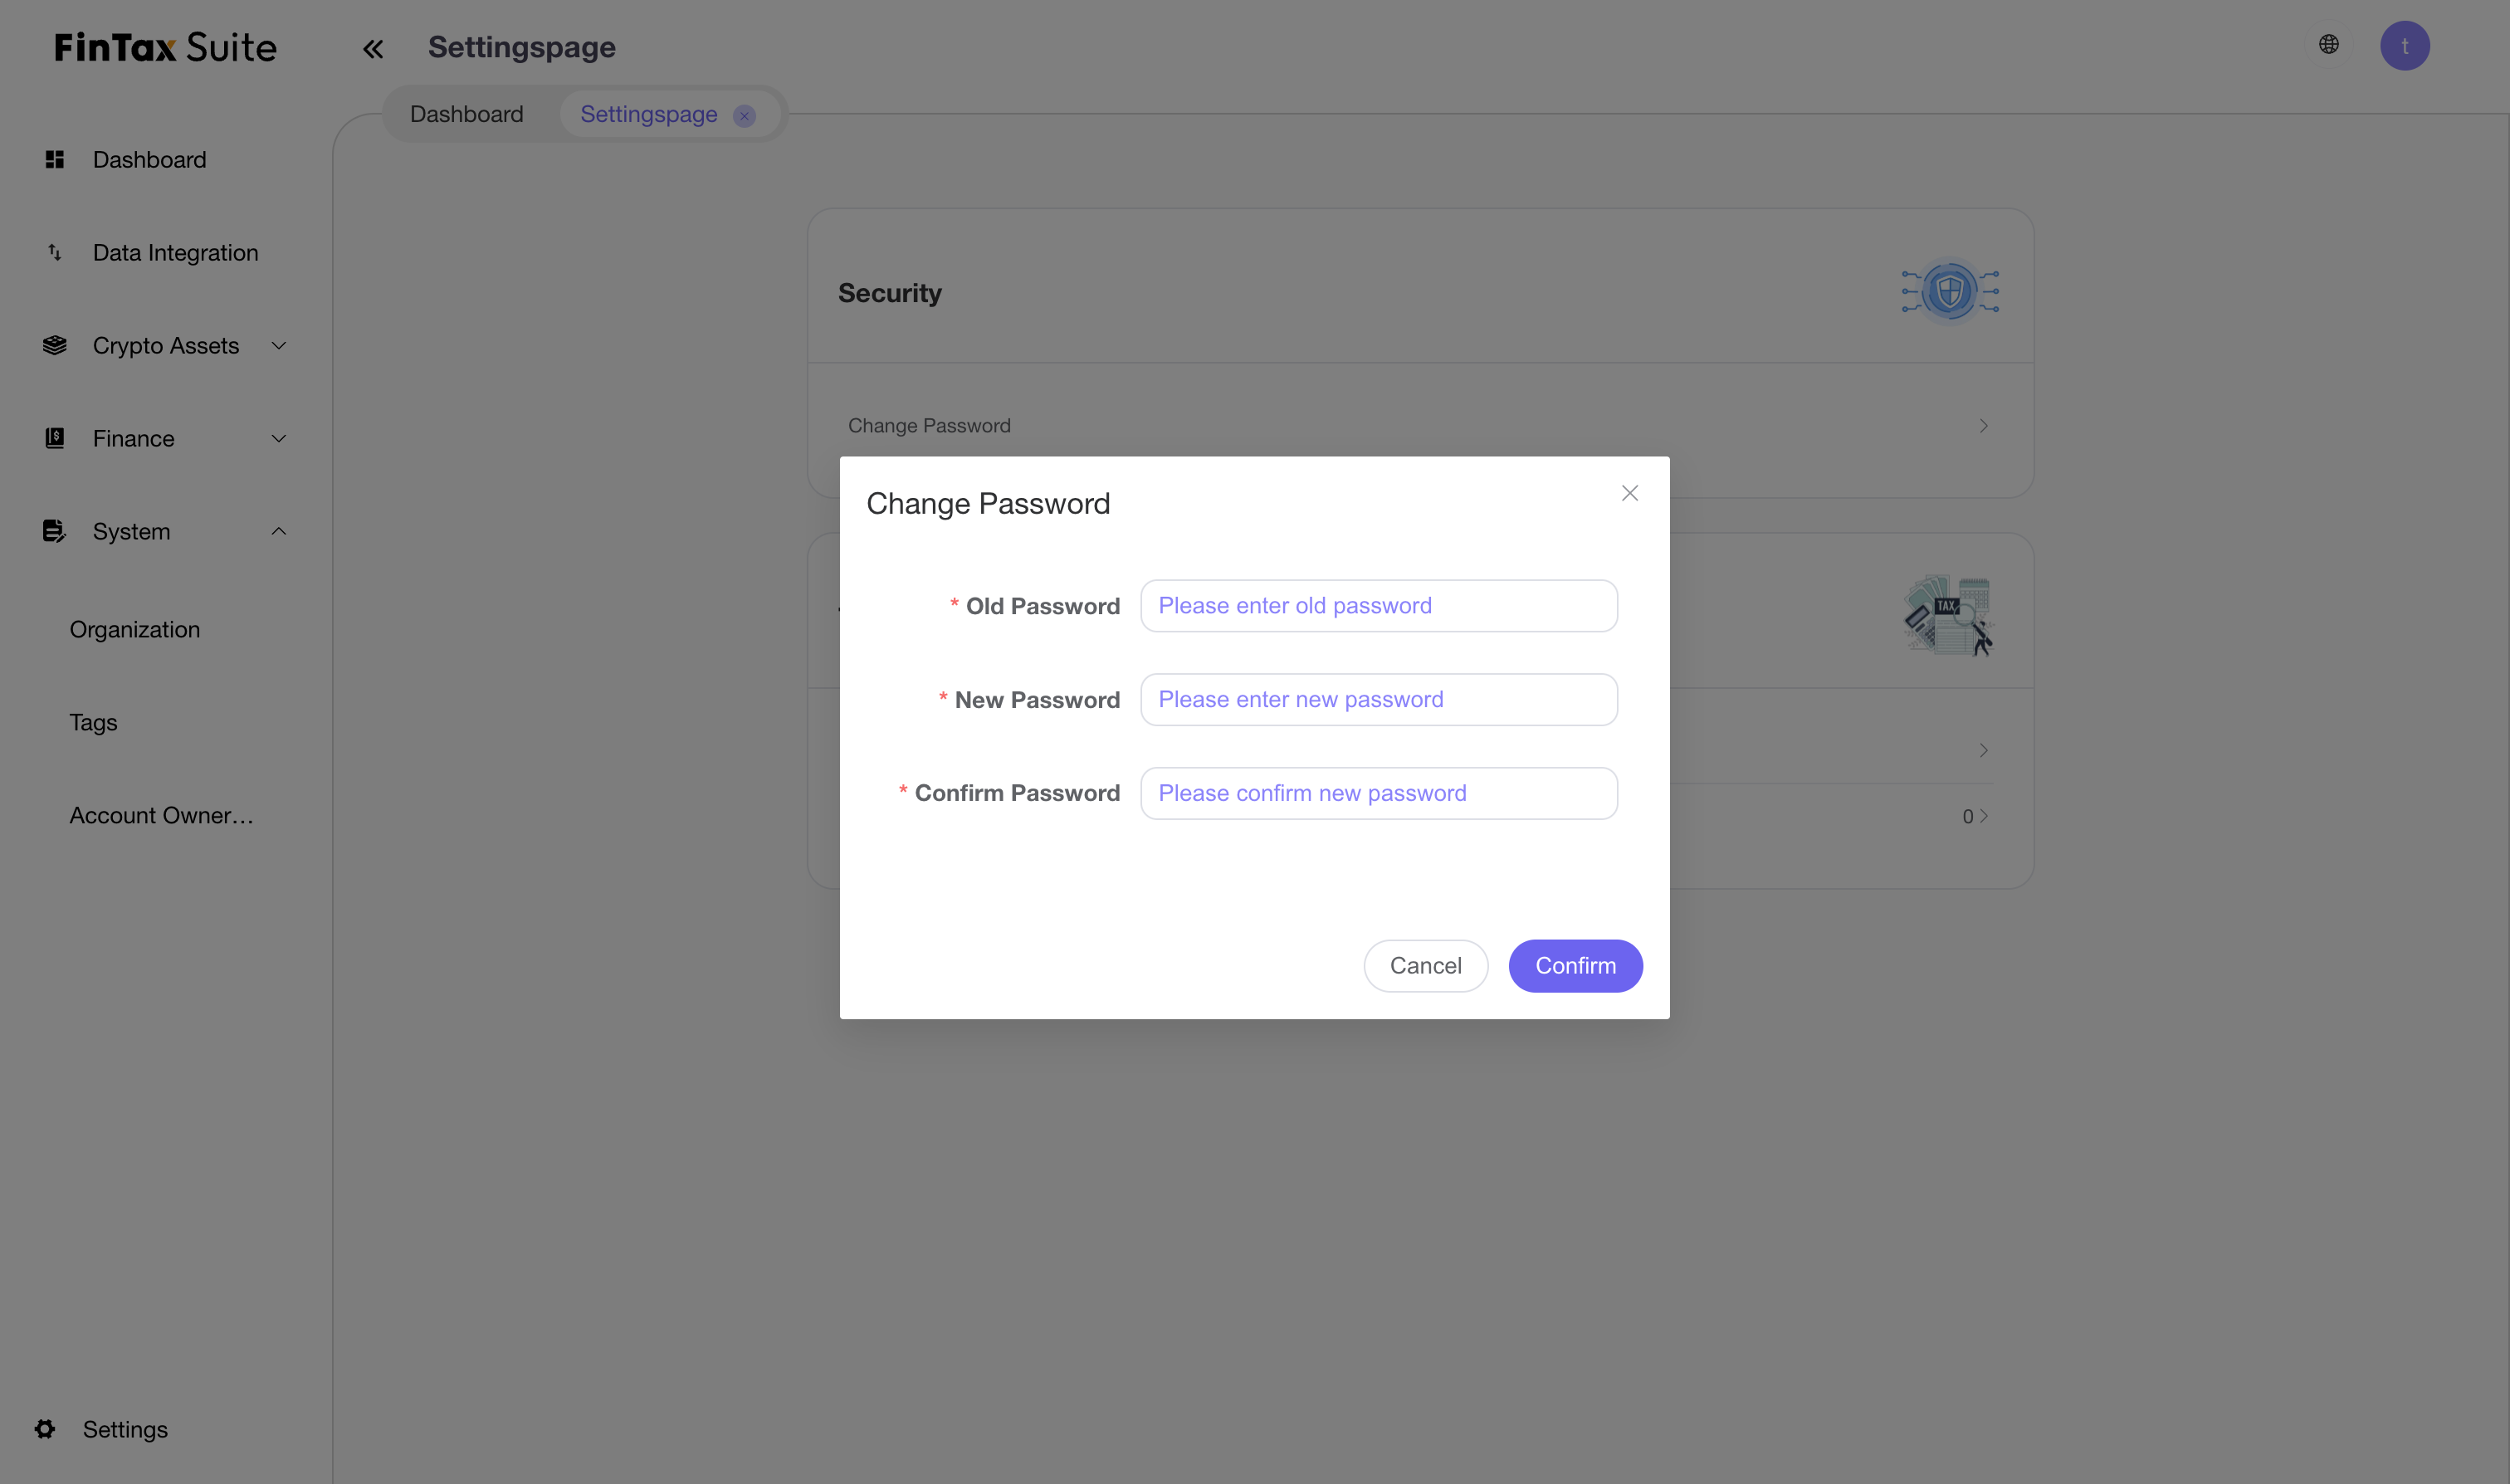 FinTax Suite
Settingspage
t
Dashboard
Settingspage
Dashboard
Data Integration
Crypto Assets
Finance
System
Organization
Tags
Account Owner...
Settings
Security
Change Password
TAX
0
Change Password
* Old Password
Please enter old password
* New Password
Please enter new password
* Confirm Password
Please confirm new password
Cancel
Confirm